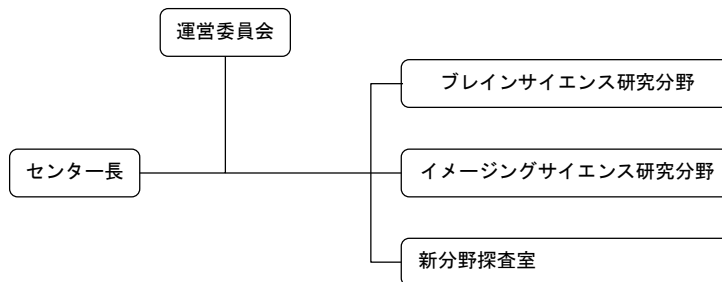 運営委員会
ブレインサイエンス研究分野
センター長
イメージングサイエンス研究分野
新分野探査室